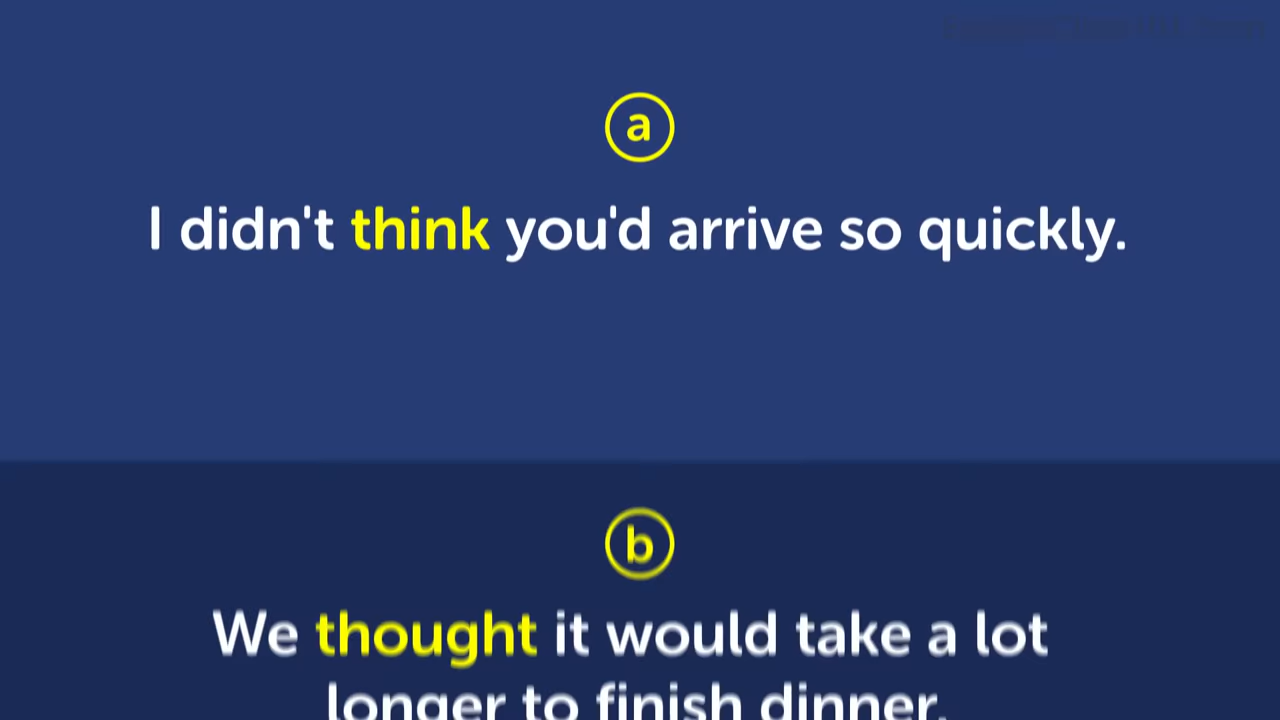 a
I didn't think you'd arrive so quickly.
b
We thought it would take a lot
longer to finish dinner.